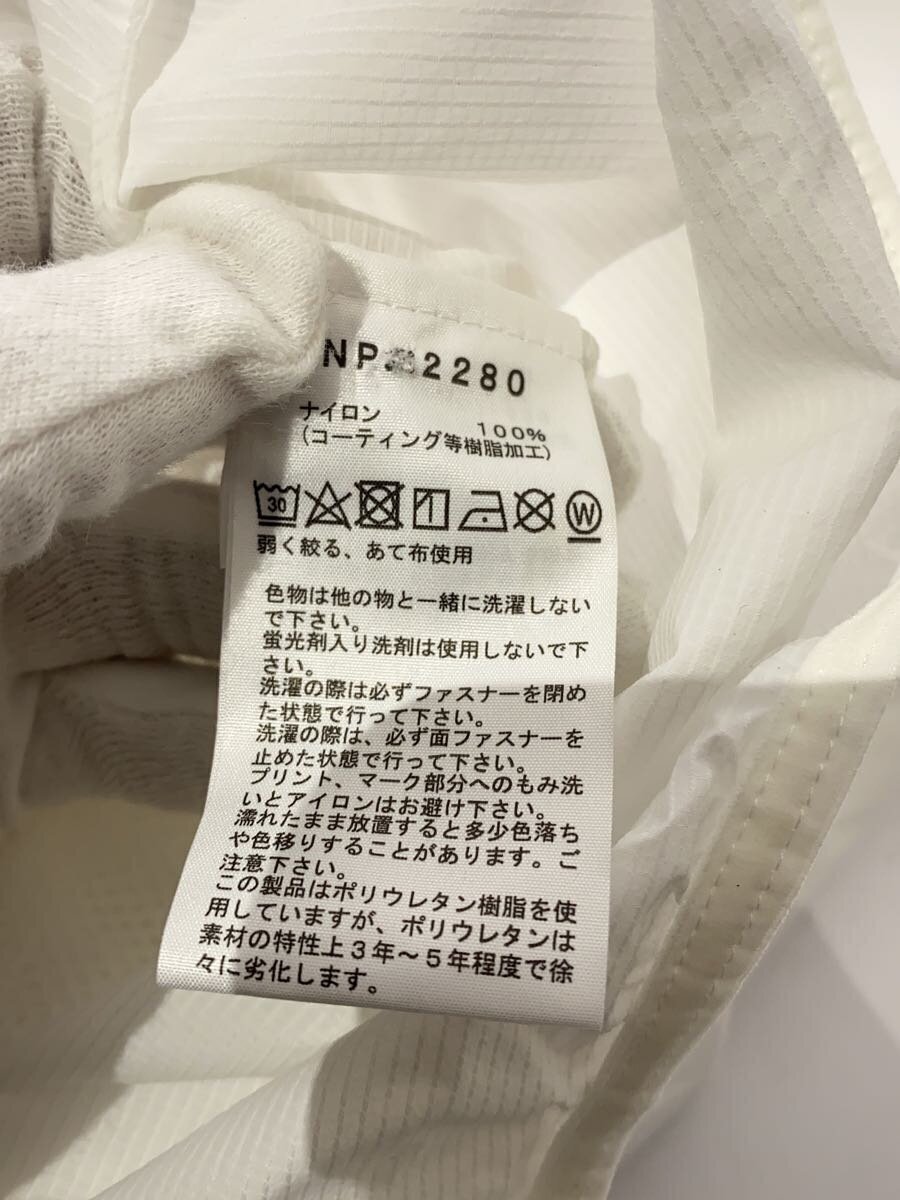 NP 2280
ナイロン 100%
(コーティング等樹脂加工)
30 W
弱く絞る、あて布使用
色物は他の物と一緒に洗濯しない
で下さい。
蛍光剤入り洗剤は使用しないで下
さい。
洗濯の際は必ずファスナーを閉め
た状態で行って下さい。
洗濯の際は、必ず面ファスナーを
止めた状態で行って下さい。
プリント、マーク部分へのもみ洗
いとアイロンはお避け下さい。
濡れたまま放置すると多少色落ち
や色移りすることがあります。ご
注意下さい。
この製品はポリウレタン樹脂を使
用していますが、ポリウレタンは
素材の特性上3年～5年程度で徐
々に劣化します。